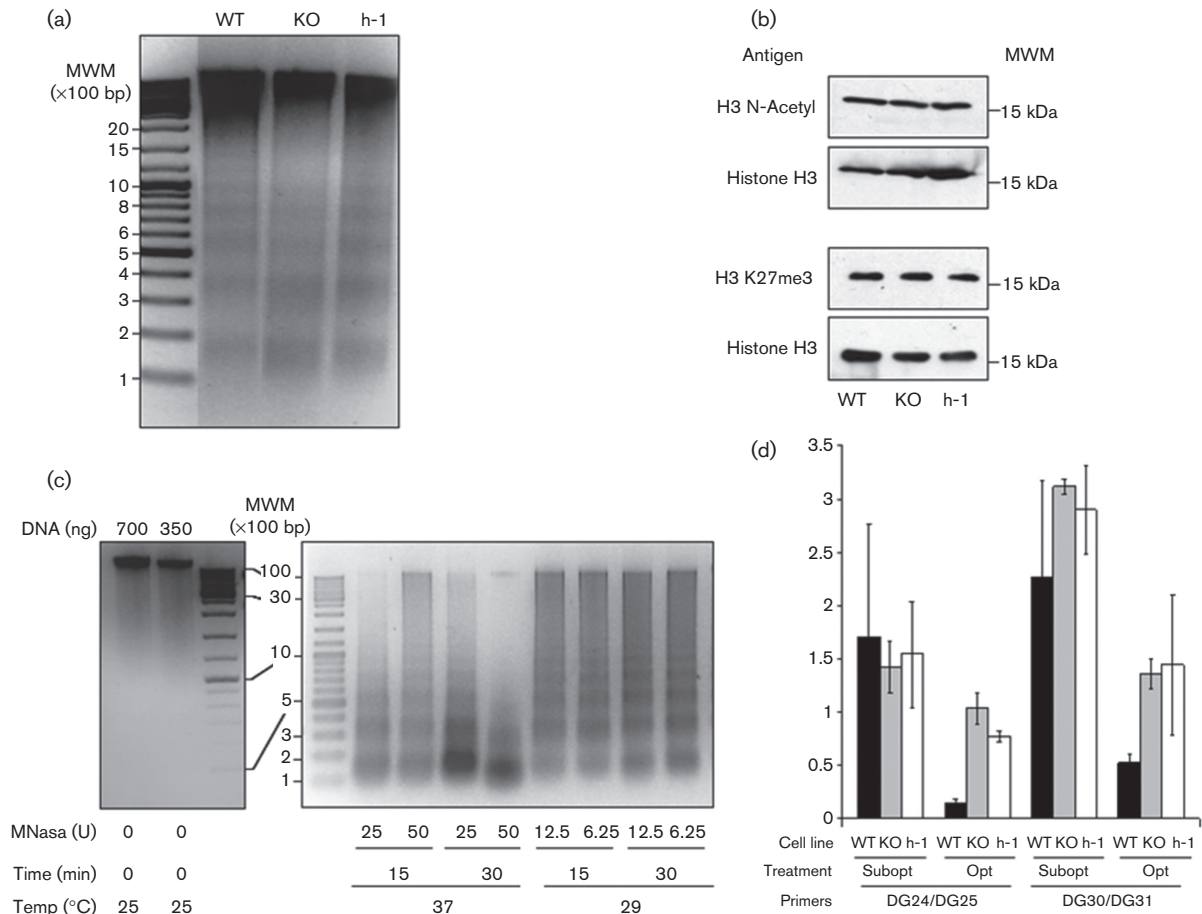 (a)
WT KO h-1
MWM
(×100 bp)
20
15
10
8
6
5
4
3
2
1
(b)
Antigen MWM
H3 N-Acetyl 15 kDa
Histone H3 15 kDa
H3 K27me3 15 kDa
Histone H3 15 kDa
WT KO h-1
(c)
MWM
(×100 bp)
DNA (ng) 700 350
100
30
10
5
3
2
1
MNasa (U) 0 0 25 50 25 50 12.5 6.25 12.5 6.25
Time (min) 0 0 15 30 15 30
Temp (°C) 25 25 37 29
(d)
3.5
3
2.5
2
1.5
1
0.5
0
Cell line WT KO h-1 WT KO h-1 WT KO h-1 WT KO h-1
Treatment Subopt Opt Subopt Opt
Primers DG24/DG25 DG30/DG31